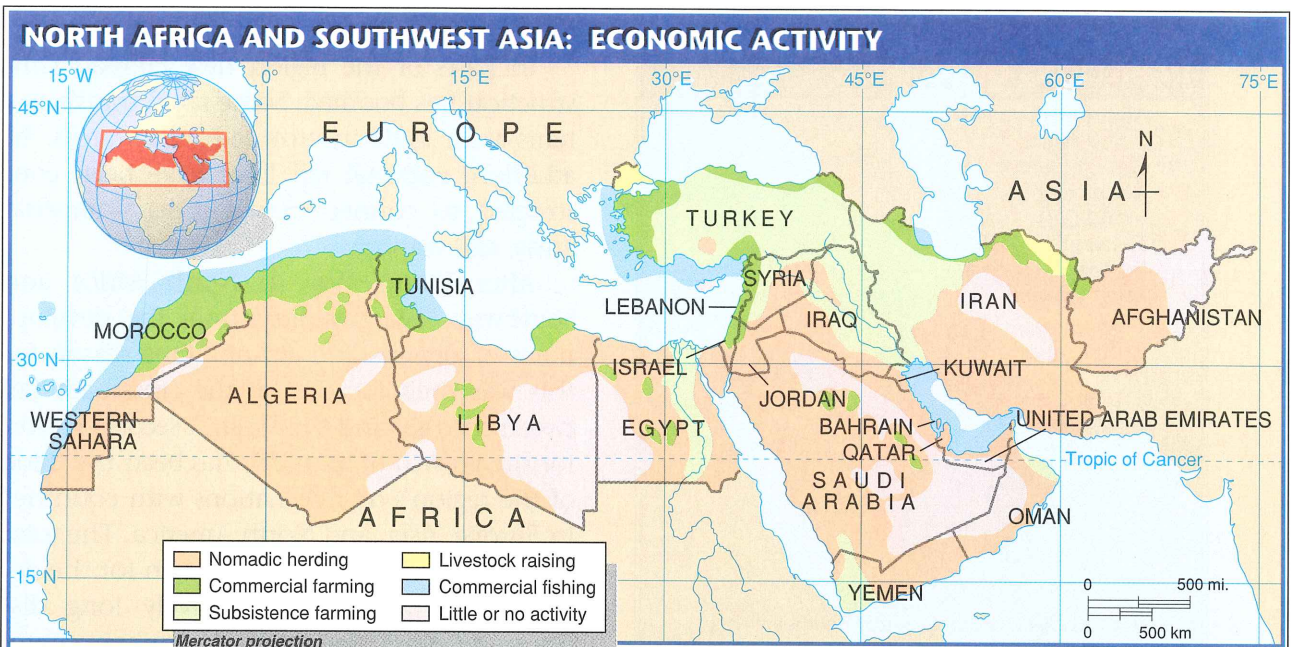 NORTH AFRICA AND SOUTHWEST ASIA: ECONOMIC ACTIVITY
15°W
0°
15°E
30°E
45°E
60°E
75°E
45°N
EUROPE
N
ASIA
TURKEY
TUNISIA
SYRIA
LEBANON
IRAN
MOROCCO
IRAQ
AFGHANISTAN
30°N
ISRAEL
KUWAIT
ALGERIA
JORDAN
WESTERN
SAHARA
LIBYA
EGYPT
BAHRAIN
UNITED ARAB EMIRATES
QATAR
Tropic of Cancer
SAUDI
ARABIA
AFRICA
OMAN
Nomadic herding
Livestock raising
Commercial farming
Commercial fishing
Subsistence farming
Little or no activity
15°N
YEMEN
0 500 mi.
0 500 km
Mercator projection